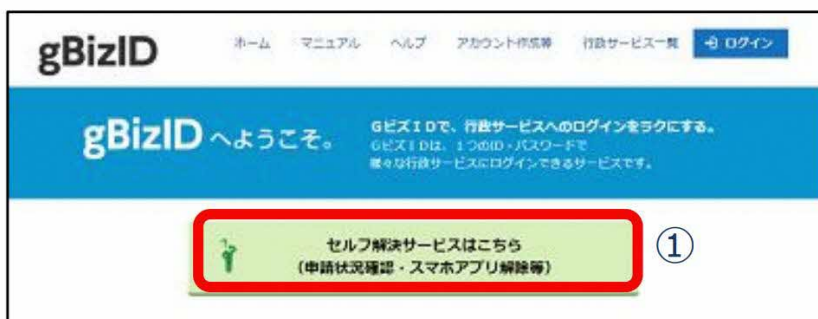 gBizID
ホーム マニュアル ヘルプ アカウント作成等 行政サービス一覧 ログイン
gBizID へようこそ。
GビズIDで、行政サービスへのログインをラクにする。
GビズIDは、1つのID・パスワードで
様々な行政サービスにログインできるサービスです。
セルフ解決サービスはこちら
(申請状況確認・スマホアプリ解除等)
①